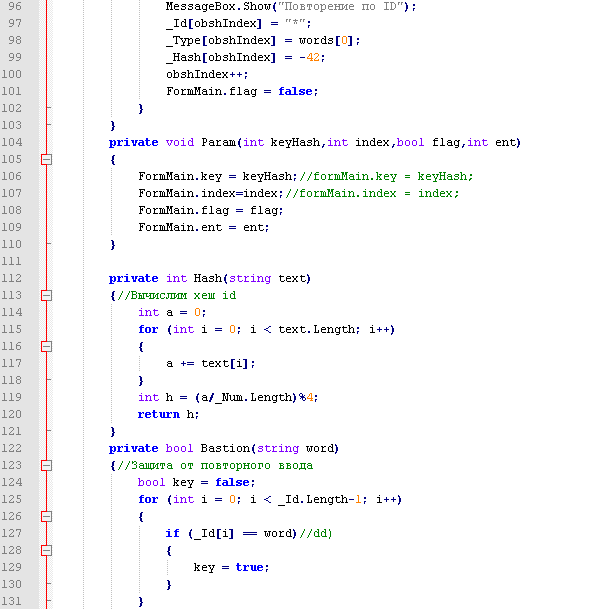 96 MessageBox.Show("Повторение по ID");
97 _Id[obshIndex] = "*";
98 _Type[obshIndex] = words[0];
99 _Hash[obshIndex] = -42;
100 obshIndex++;
101 FormMain.flag = false;
102 }
103 }
104 private void Param(int keyHash,int index,bool flag,int ent)
105 {
106 FormMain.key = keyHash;//formMain.key = keyHash;
107 FormMain.index=index;//formMain.index = index;
108 FormMain.flag = flag;
109 FormMain.ent = ent;
110 }
111
112 private int Hash(string text)
113 {//Вычислим хеш id
114 int a = 0;
115 for (int i = 0; i < text.Length; i++)
116 {
117 a += text[i];
118 }
119 int h = (a/_Num.Length)%4;
120 return h;
121 }
122 private bool Bastion(string word)
123 {//Защита от повторного ввода
124 bool key = false;
125 for (int i = 0; i < _Id.Length-1; i++)
126 {
127 if (_Id[i] == word)//dd)
128 {
129 key = true;
130 }
131 }